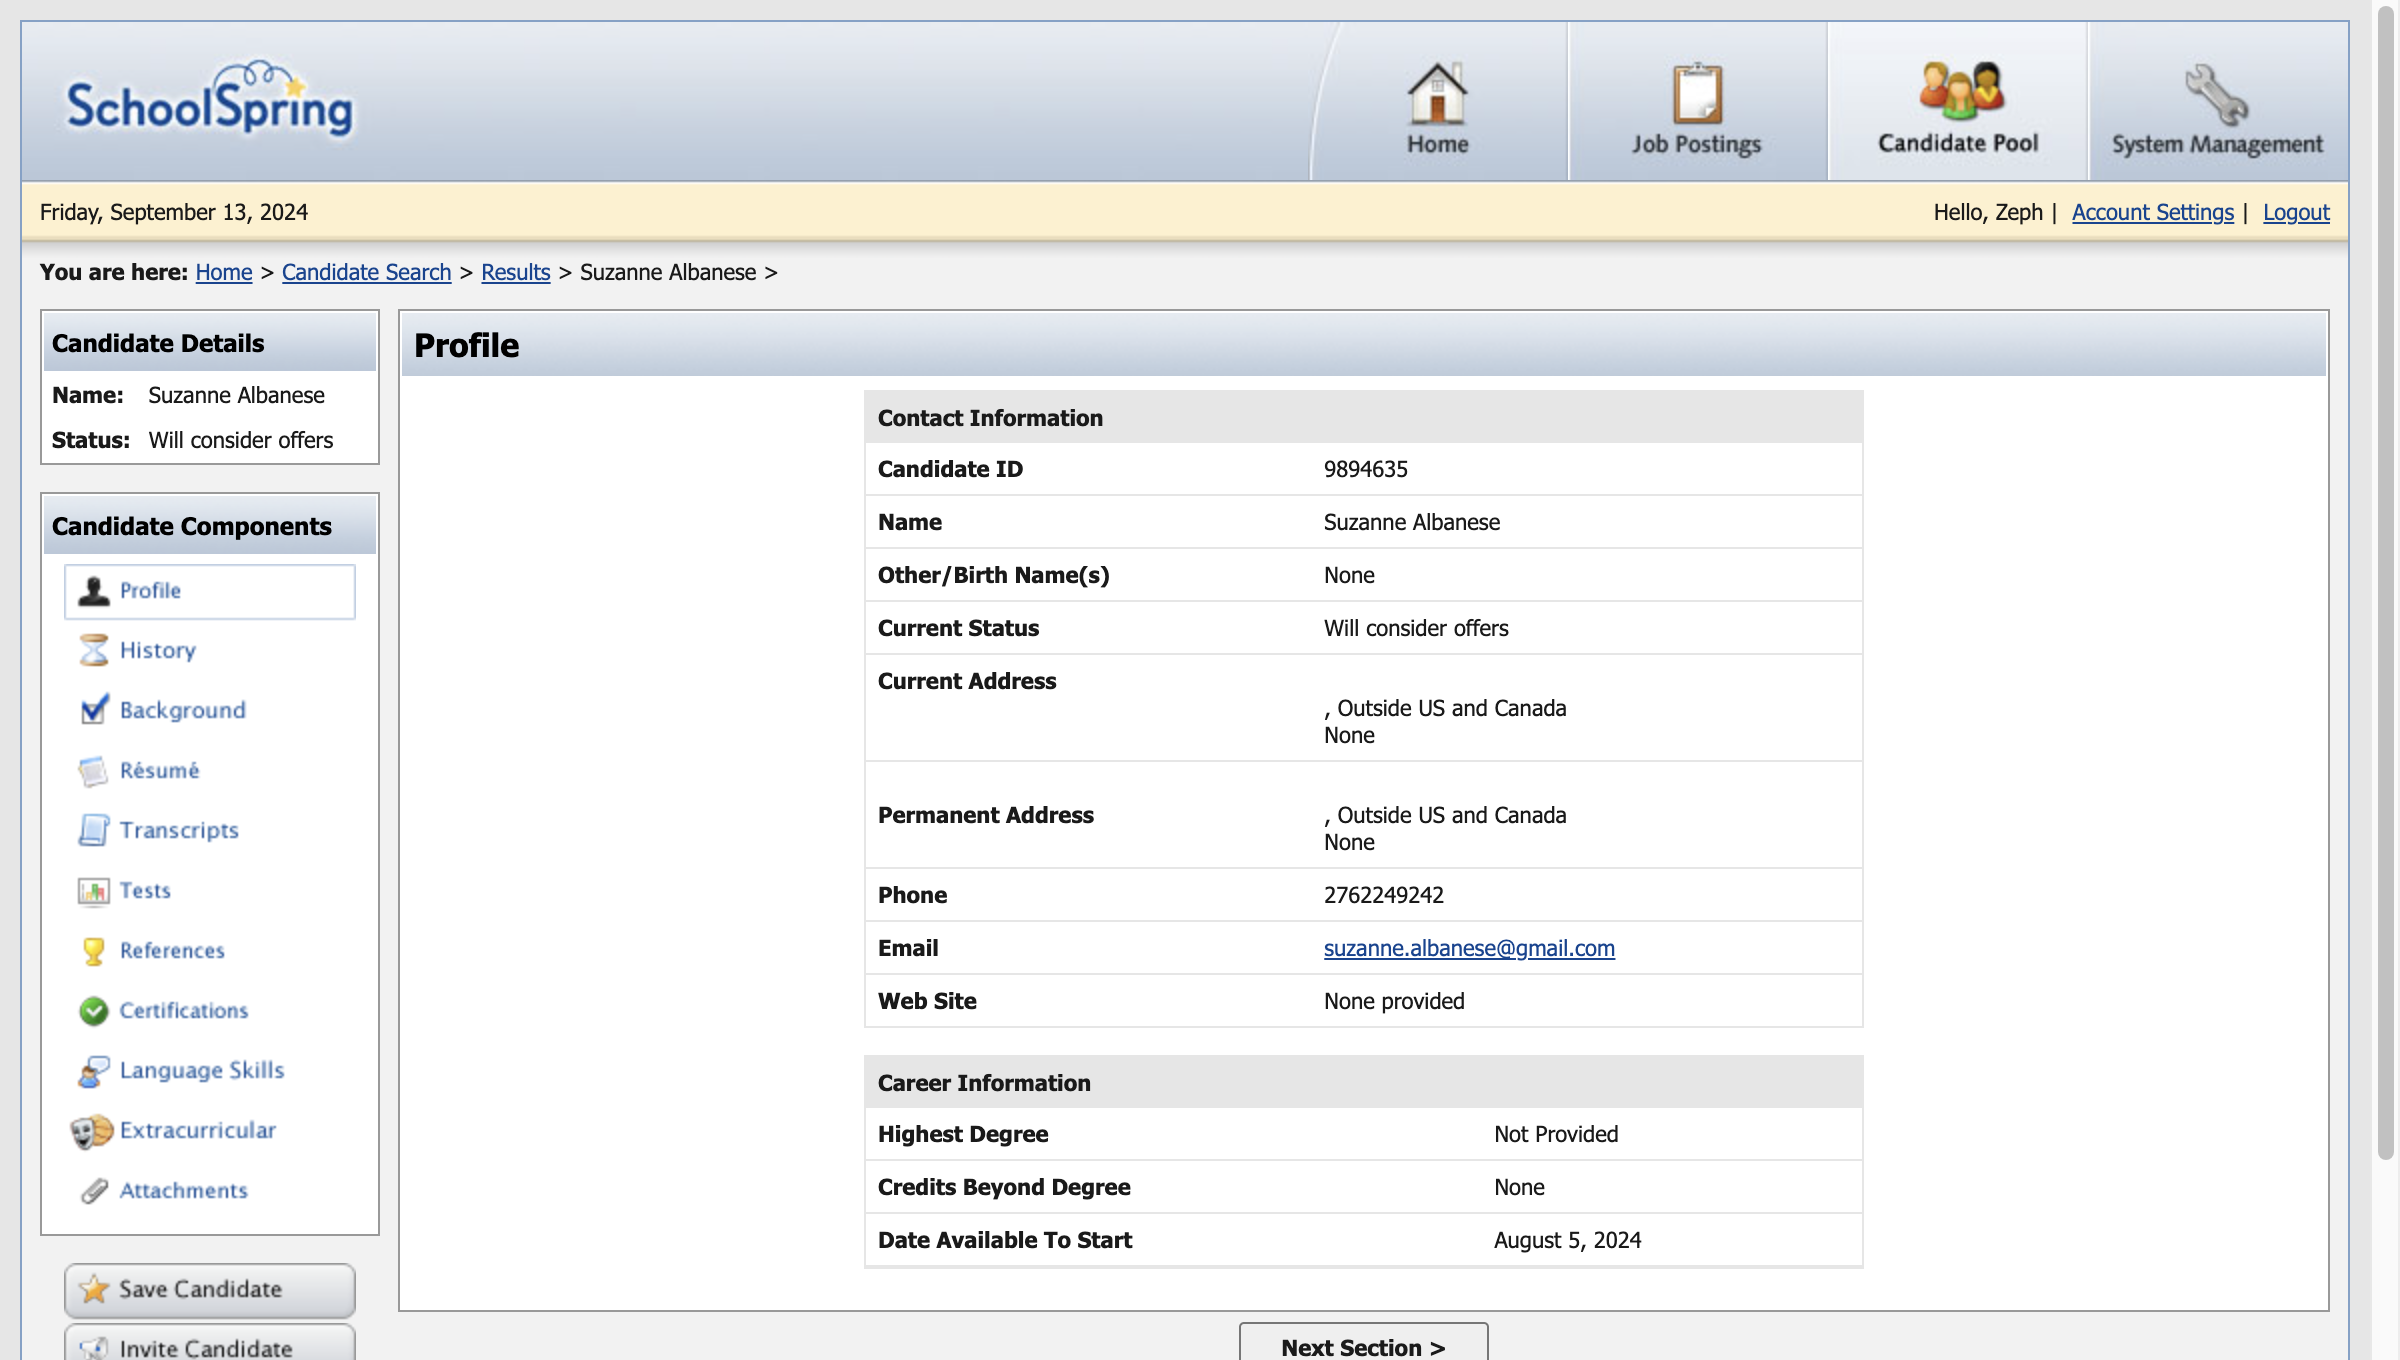 SchoolSpring
Home
Job Postings
Candidate Pool
System Management
Friday, September 13, 2024
Hello, Zeph | Account Settings | Logout
You are here: Home > Candidate Search > Results > Suzanne Albanese >
Candidate Details
Name: Suzanne Albanese
Status: Will consider offers
Candidate Components
Profile
History
Background
Résumé
Transcripts
Tests
References
Certifications
Language Skills
Extracurricular
Attachments
Save Candidate
Invite Candidate
Profile
Contact Information
Candidate ID 9894635
Name Suzanne Albanese
Other/Birth Name(s) None
Current Status Will consider offers
Current Address
, Outside US and Canada
None
Permanent Address , Outside US and Canada
None
Phone 2762249242
Email suzanne.albanese@gmail.com
Web Site None provided
Career Information
Highest Degree Not Provided
Credits Beyond Degree None
Date Available To Start August 5, 2024
Next Section >